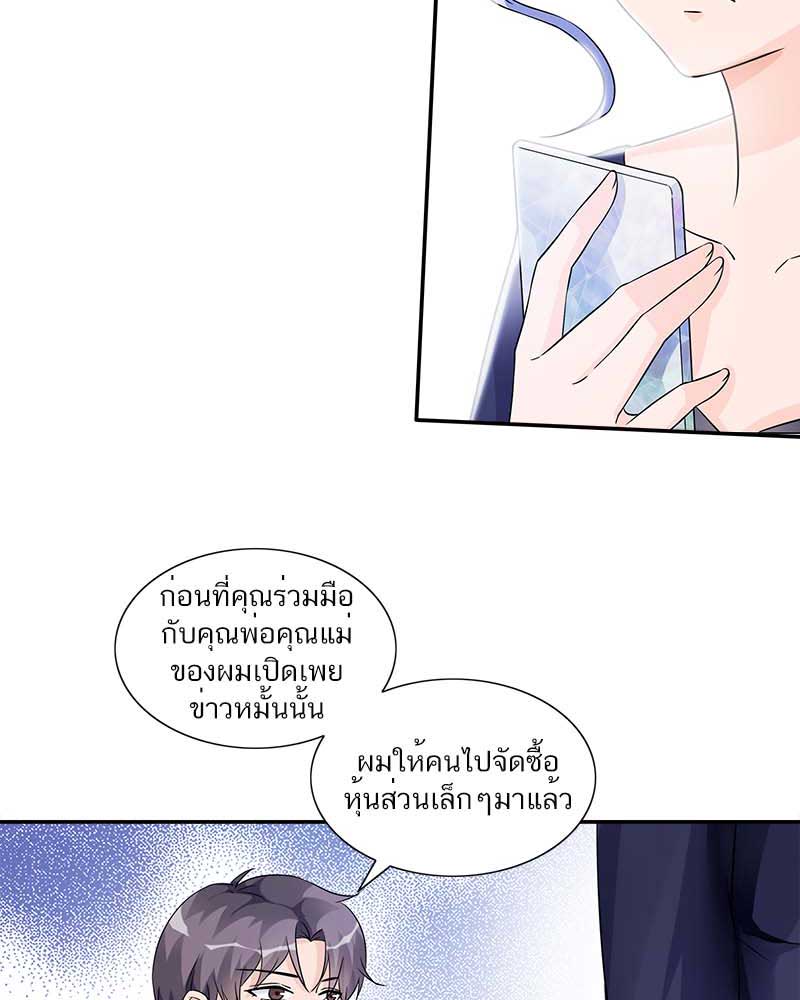 ก่อนที่คุณร่วมมือ
กับคุณพ่อคุณแม่
ของผมเปิดเผย
ข่าวหมั้นนั้น
ผมให้คนไปจัดซื้อ
หุ้นส่วนเล็กๆมาแล้ว